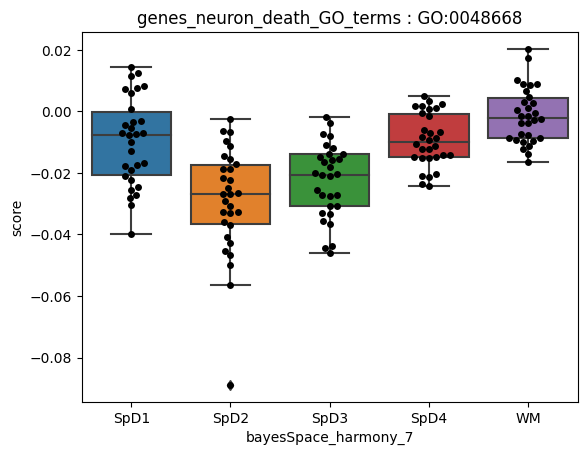 genes_neuron_death_GO_terms : GO:0048668
0.02
0.00
−0.02
−0.04
−0.06
−0.08
score
SpD1
SpD2
SpD3
SpD4
WM
bayesSpace_harmony_7